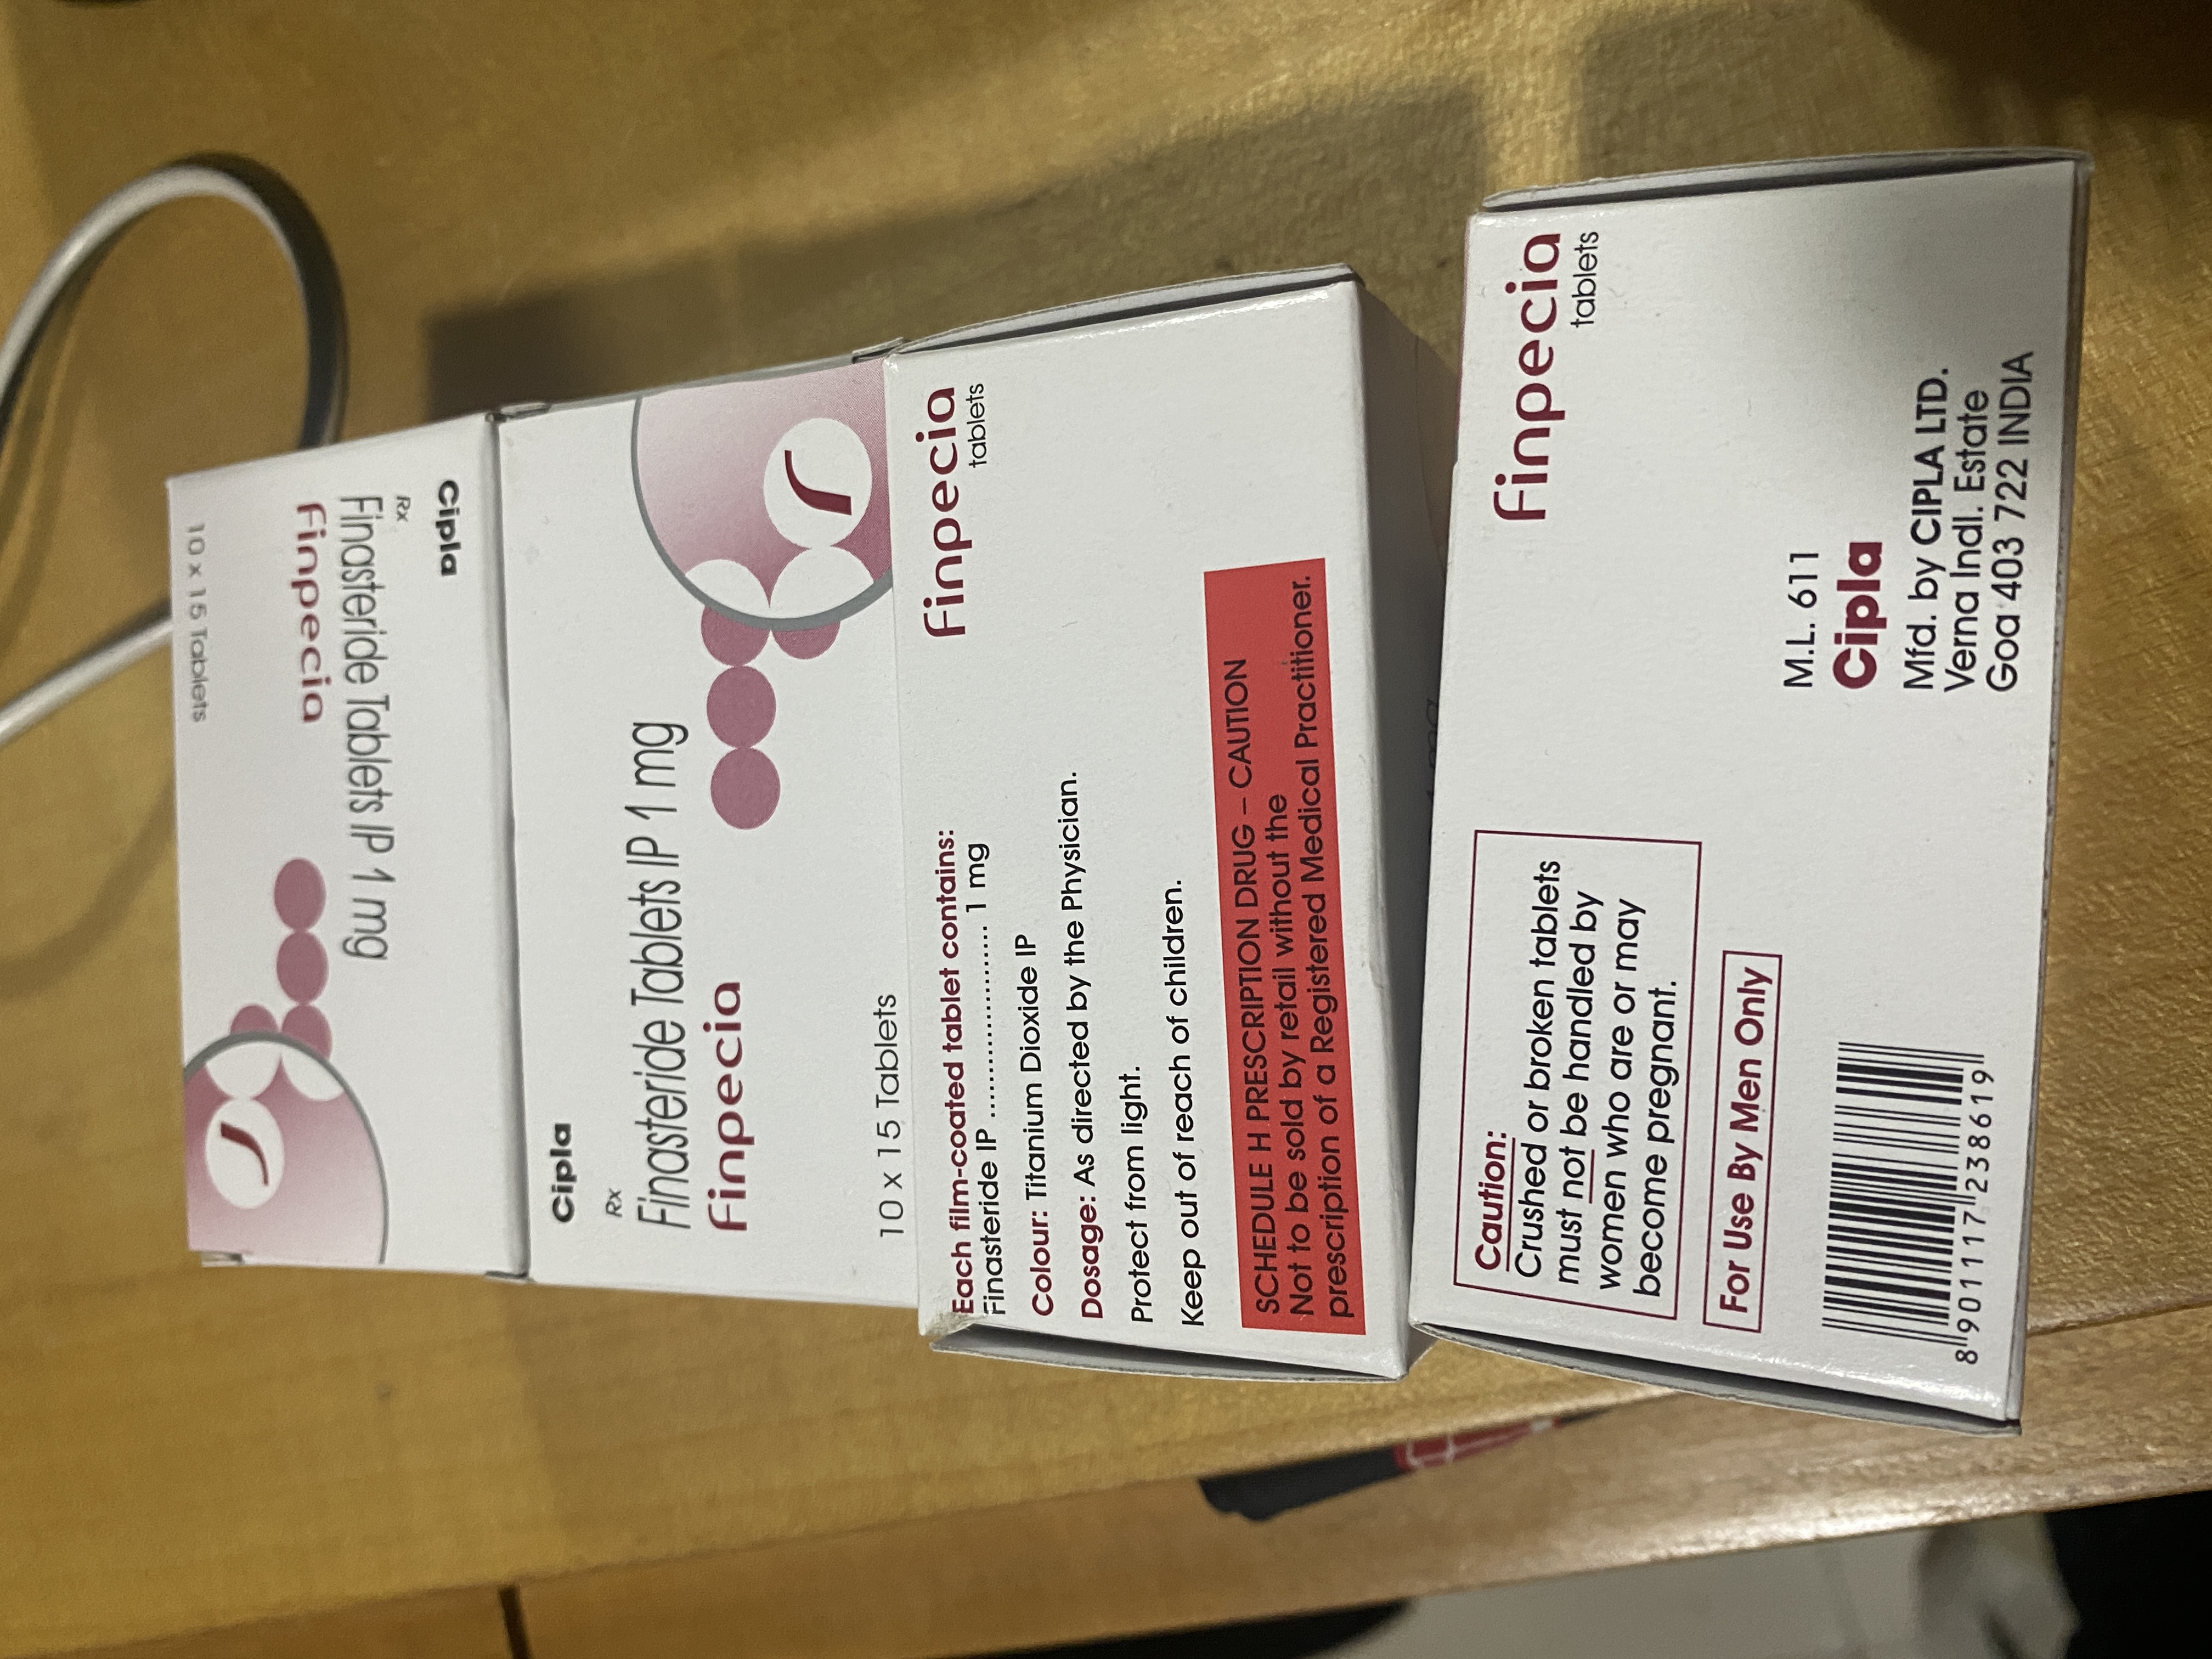 10 x 15 Tablets
Finpecia
Finasteride Tablets IP 1 mg
Rx
Cipla
Cipla
Rx
Finasteride Tablets IP 1 mg
Finpecia
10 x 15 Tablets
Finpecia
tablets
Each film-coated tablet contains:
Finasteride IP ........................ 1 mg
Colour: Titanium Dioxide IP
Dosage: As directed by the Physician.
Protect from light.
Keep out of reach of children.
SCHEDULE H PRESCRIPTION DRUG – CAUTION
Not to be sold by retail without the
prescription of a Registered Medical Practitioner.
Finpecia
tablets
Caution:
Crushed or broken tablets
must not be handled by
women who are or may
become pregnant.
For Use By Men Only
M.L. 611
Cipla
Mfd. by CIPLA LTD.
Verna Indl. Estate
Goa 403 722 INDIA
8 901117 238619